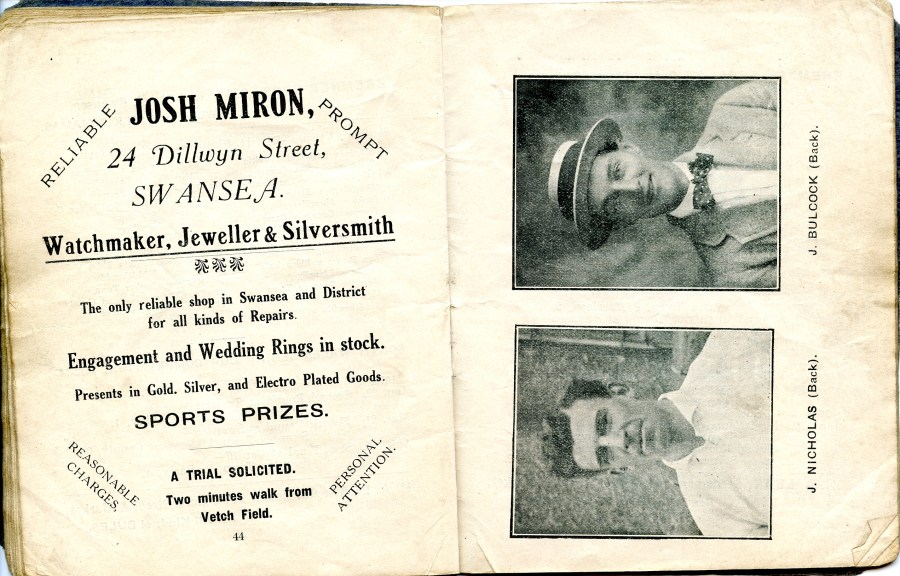 RELIABLE
JOSH MIRON,
PROMPT
24 Dillwyn Street,
SWANSEA.
Watchmaker, Jeweller & Silversmith
The only reliable shop in Swansea and District
for all kinds of Repairs.
Engagement and Wedding Rings in stock.
Presents in Gold. Silver, and Electro Plated Goods.
SPORTS PRIZES.
REASONABLE
CHARGES,
A TRIAL SOLICITED.
Two minutes walk from
Vetch Field.
PERSONAL
ATTENTION.
44
J. BULCOCK (Back).
J. NICHOLAS (Back).